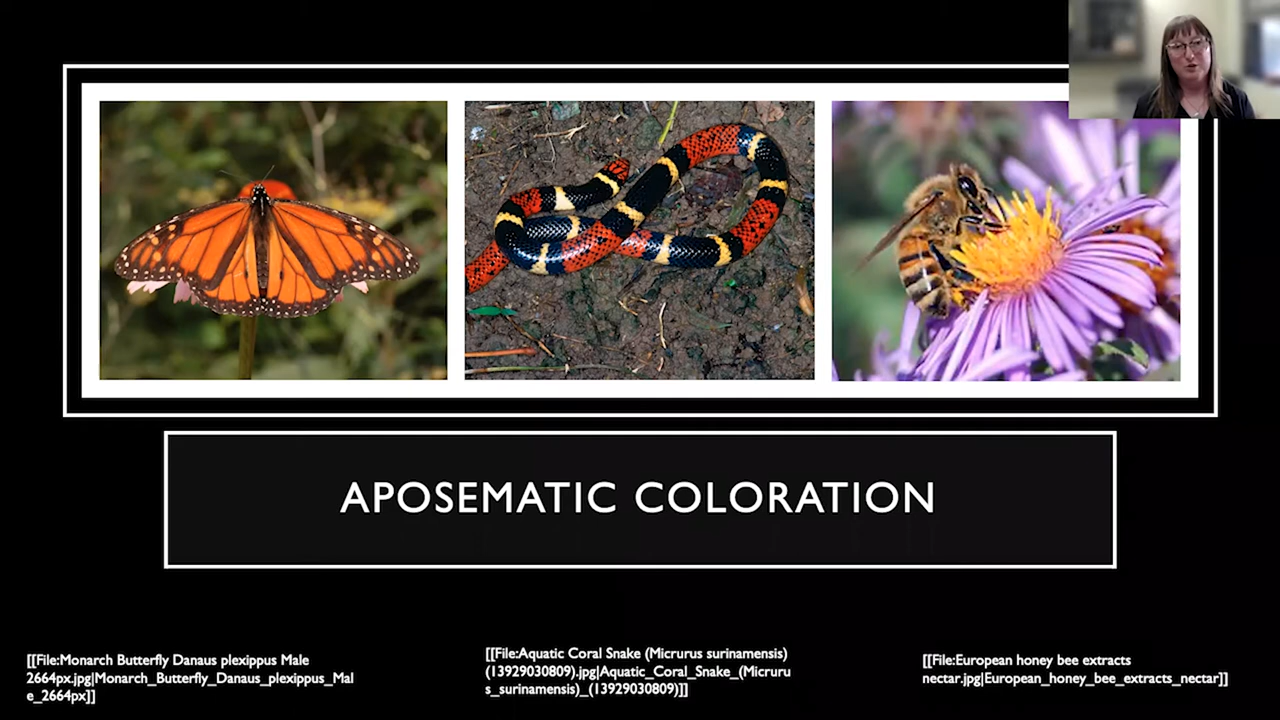 APOSEMATIC COLORATION
[[File:Monarch Butterfly Danaus plexippus Male
2664px.jpg|Monarch_Butterfly_Danaus_plexippus_Mal
e_2664px]]
[[File:Aquatic Coral Snake (Micrurus surinamensis)
(13929030809).jpg|Aquatic_Coral_Snake_(Micruru
s_surinamensis)_(13929030809)]]
[[File:European honey bee extracts
nectar.jpg|European_honey_bee_extracts_nectar]]